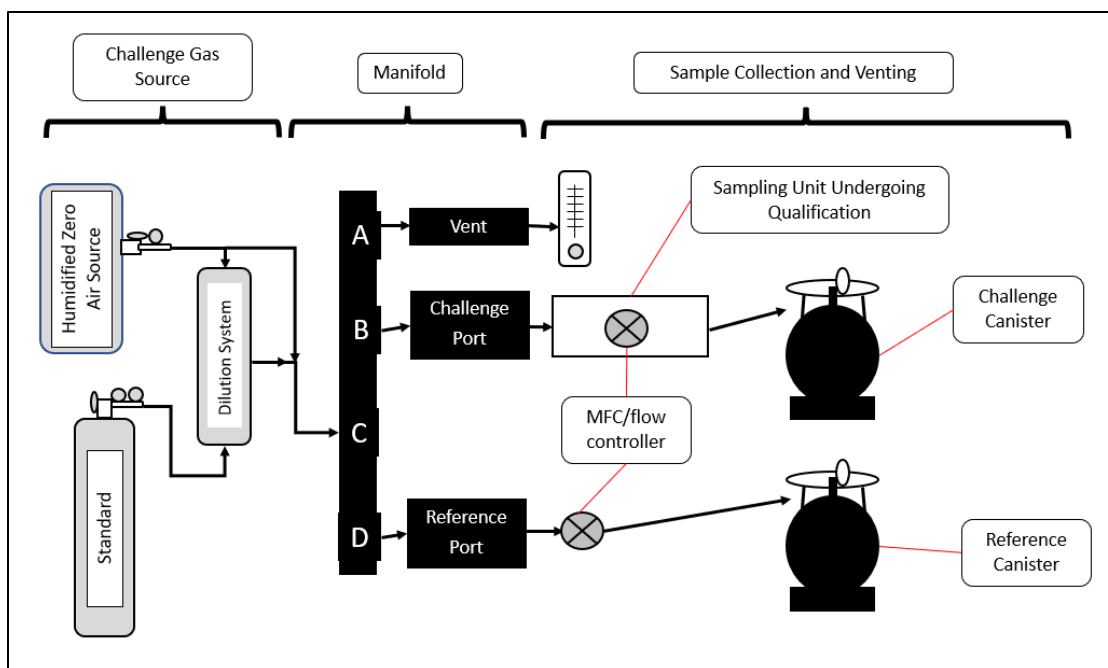 Challenge Gas
Source
Manifold
Sample Collection and Venting
Humidified Zero
Air Source
Standard
Dilution System
A
B
C
D
Vent
Challenge
Port
Reference
Port
Sampling Unit Undergoing
Qualification
MFC/flow
controller
Challenge
Canister
Reference
Canister